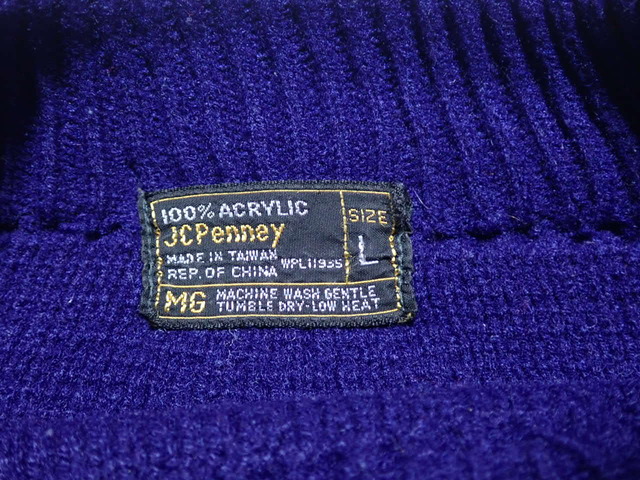 100% ACRYLIC
JCPenney
MADE IN TAIWAN
REP. OF CHINA
WPL11935
SIZE
L
MG
MACHINE WASH GENTLE
TUMBLE DRY-LOW HEAT